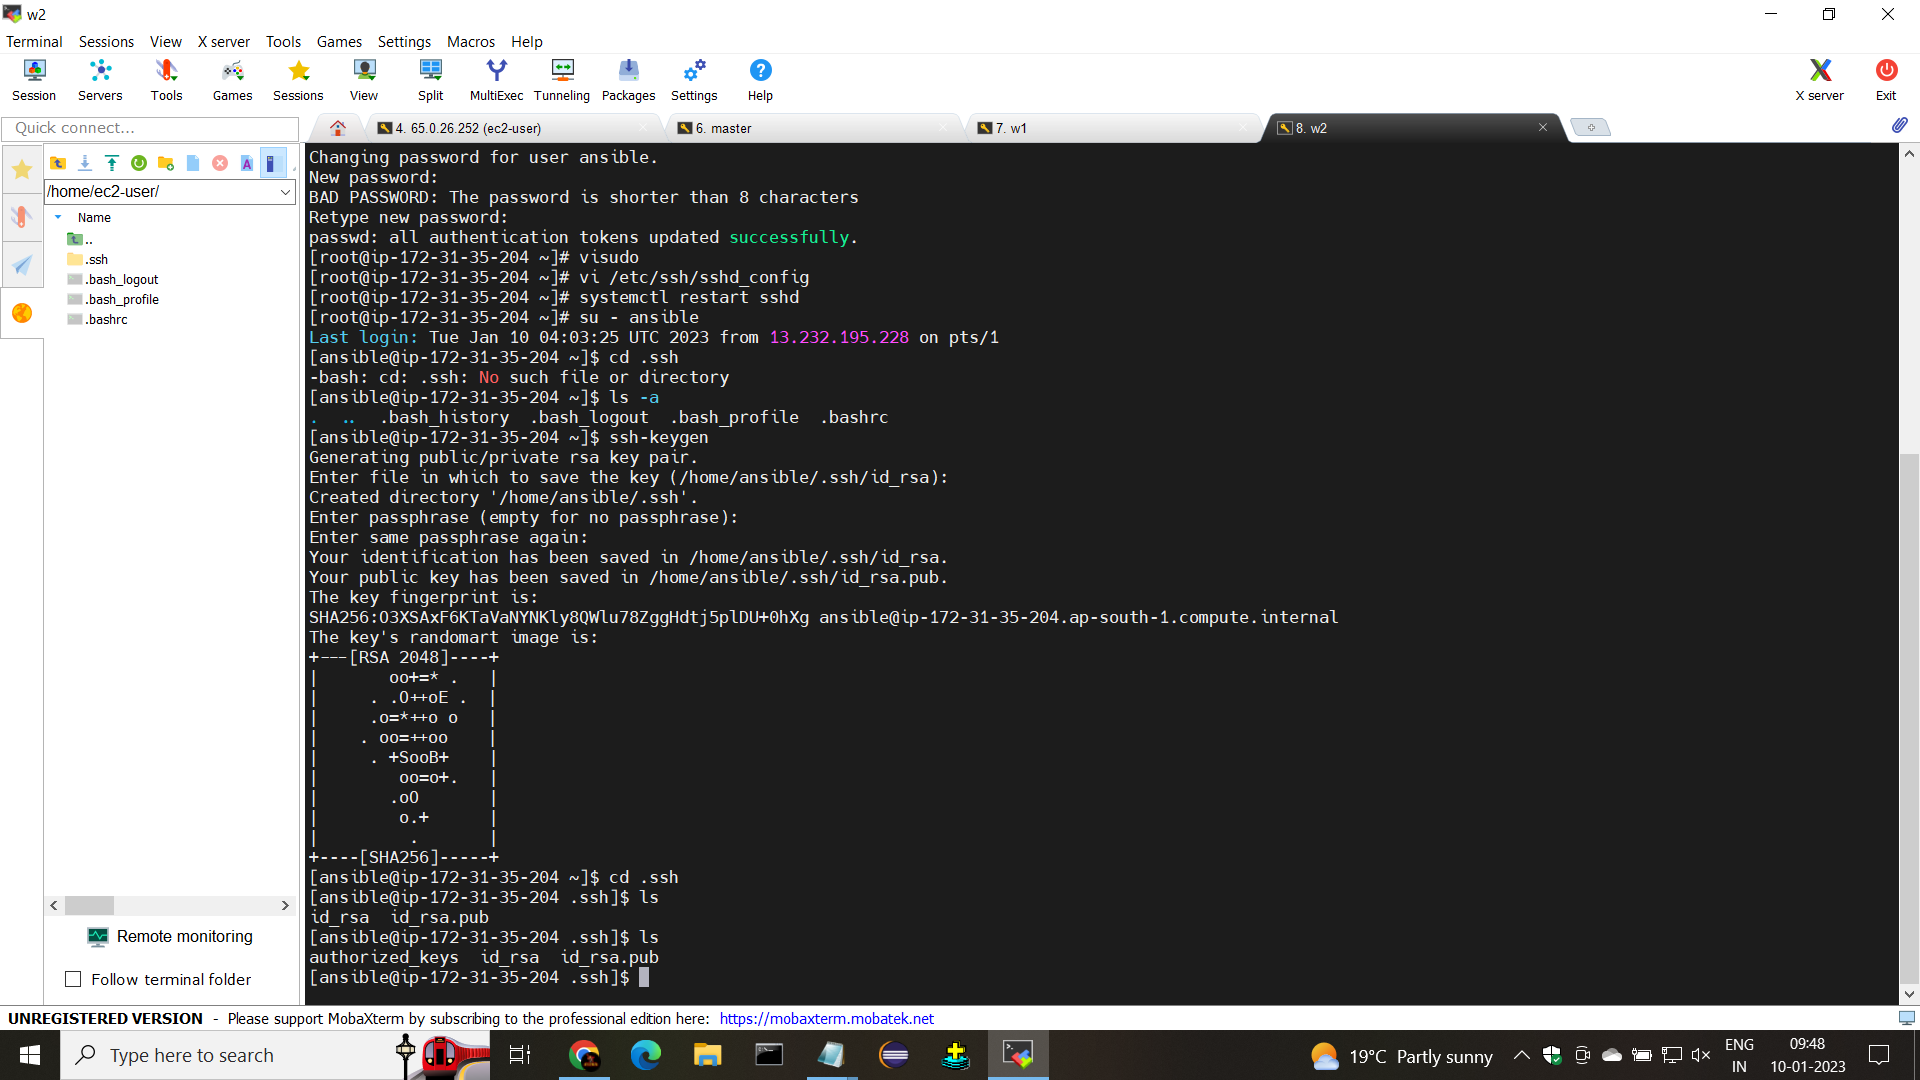 w2
Terminal Sessions View X server Tools Games Settings Macros Help
Session Servers Tools Games Sessions View Split MultiExec Tunneling Packages Settings Help X server Exit
Quick connect...
4. 65.0.26.252 (ec2-user) 6. master 7. w1 8. w2
/home/ec2-user/
Name
..
.ssh
.bash_logout
.bash_profile
.bashrc
Remote monitoring
Follow terminal folder
Changing password for user ansible.
New password:
BAD PASSWORD: The password is shorter than 8 characters
Retype new password:
passwd: all authentication tokens updated successfully.
[root@ip-172-31-35-204 ~]# visudo
[root@ip-172-31-35-204 ~]# vi /etc/ssh/sshd_config
[root@ip-172-31-35-204 ~]# systemctl restart sshd
[root@ip-172-31-35-204 ~]# su - ansible
Last login: Tue Jan 10 04:03:25 UTC 2023 from 13.232.195.228 on pts/1
[ansible@ip-172-31-35-204 ~]$ cd .ssh
-bash: cd: .ssh: No such file or directory
[ansible@ip-172-31-35-204 ~]$ ls -a
. .. .bash_history .bash_logout .bash_profile .bashrc
[ansible@ip-172-31-35-204 ~]$ ssh-keygen
Generating public/private rsa key pair.
Enter file in which to save the key (/home/ansible/.ssh/id_rsa):
Created directory '/home/ansible/.ssh'.
Enter passphrase (empty for no passphrase):
Enter same passphrase again:
Your identification has been saved in /home/ansible/.ssh/id_rsa.
Your public key has been saved in /home/ansible/.ssh/id_rsa.pub.
The key fingerprint is:
SHA256:O3XSAxF6KTaVaNYNKly8QWlu78ZggHdtj5plDU+0hXg ansible@ip-172-31-35-204.ap-south-1.compute.internal
The key's randomart image is:
+---[RSA 2048]----+
|       oo+=* .   |
|     . .O++oE .  |
|     .o=*++o o   |
|    . oo=++oo    |
|     . +SooB+    |
|        oo=o+.   |
|       .oO       |
|        o.+      |
|         .       |
+----[SHA256]-----+
[ansible@ip-172-31-35-204 ~]$ cd .ssh
[ansible@ip-172-31-35-204 .ssh]$ ls
id_rsa id_rsa.pub
[ansible@ip-172-31-35-204 .ssh]$ ls
authorized_keys id_rsa id_rsa.pub
[ansible@ip-172-31-35-204 .ssh]$
UNREGISTERED VERSION - Please support MobaXterm by subscribing to the professional edition here: https://mobaxterm.mobatek.net
Type here to search
19°C Partly sunny
ENG
IN
09:48
10-01-2023